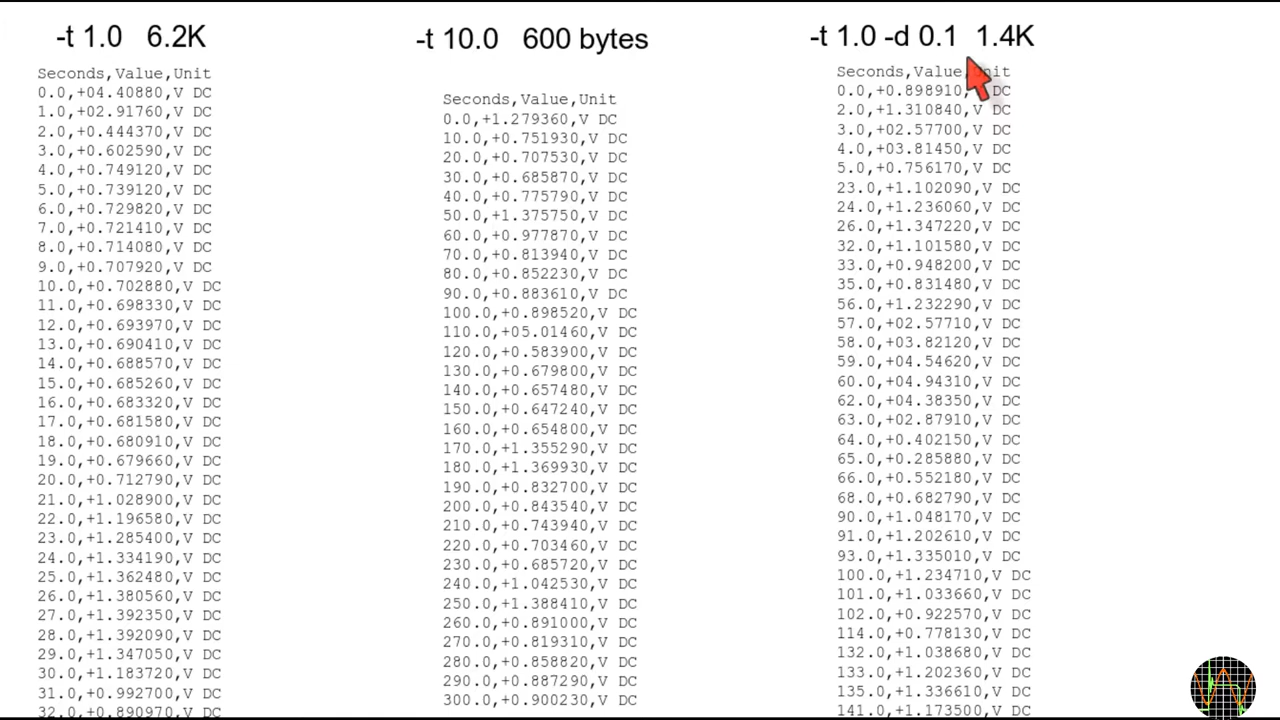 -t 1.0 6.2K
Seconds,Value,Unit
0.0,+04.40880,V DC
1.0,+02.91760,V DC
2.0,+0.444370,V DC
3.0,+0.602590,V DC
4.0,+0.749120,V DC
5.0,+0.739120,V DC
6.0,+0.729820,V DC
7.0,+0.721410,V DC
8.0,+0.714080,V DC
9.0,+0.707920,V DC
10.0,+0.702880,V DC
11.0,+0.698330,V DC
12.0,+0.693970,V DC
13.0,+0.690410,V DC
14.0,+0.688570,V DC
15.0,+0.685260,V DC
16.0,+0.683320,V DC
17.0,+0.681580,V DC
18.0,+0.680910,V DC
19.0,+0.679660,V DC
20.0,+0.712790,V DC
21.0,+1.028900,V DC
22.0,+1.196580,V DC
23.0,+1.285400,V DC
24.0,+1.334190,V DC
25.0,+1.362480,V DC
26.0,+1.380560,V DC
27.0,+1.392350,V DC
28.0,+1.392090,V DC
29.0,+1.347050,V DC
30.0,+1.183720,V DC
31.0,+0.992700,V DC
32.0,+0.890970,V DC
-t 10.0 600 bytes
Seconds,Value,Unit
0.0,+1.279360,V DC
10.0,+0.751930,V DC
20.0,+0.707530,V DC
30.0,+0.685870,V DC
40.0,+0.775790,V DC
50.0,+1.375750,V DC
60.0,+0.977870,V DC
70.0,+0.813940,V DC
80.0,+0.852230,V DC
90.0,+0.883610,V DC
100.0,+0.898520,V DC
110.0,+05.01460,V DC
120.0,+0.583900,V DC
130.0,+0.679800,V DC
140.0,+0.657480,V DC
150.0,+0.647240,V DC
160.0,+0.654800,V DC
170.0,+1.355290,V DC
180.0,+1.369930,V DC
190.0,+0.832700,V DC
200.0,+0.843540,V DC
210.0,+0.743940,V DC
220.0,+0.703460,V DC
230.0,+0.685720,V DC
240.0,+1.042530,V DC
250.0,+1.388410,V DC
260.0,+0.891000,V DC
270.0,+0.819310,V DC
280.0,+0.858820,V DC
290.0,+0.887290,V DC
300.0,+0.900230,V DC
-t 1.0 -d 0.1 1.4K
Seconds,Value,Unit
0.0,+0.898910,V DC
2.0,+1.310840,V DC
3.0,+02.57700,V DC
4.0,+03.81450,V DC
5.0,+0.756170,V DC
23.0,+1.102090,V DC
24.0,+1.236060,V DC
26.0,+1.347220,V DC
32.0,+1.101580,V DC
33.0,+0.948200,V DC
35.0,+0.831480,V DC
56.0,+1.232290,V DC
57.0,+02.57710,V DC
58.0,+03.82120,V DC
59.0,+04.54620,V DC
60.0,+04.94310,V DC
62.0,+04.38350,V DC
63.0,+02.87910,V DC
64.0,+0.402150,V DC
65.0,+0.285880,V DC
66.0,+0.552180,V DC
68.0,+0.682790,V DC
90.0,+1.048170,V DC
91.0,+1.202610,V DC
93.0,+1.335010,V DC
100.0,+1.234710,V DC
101.0,+1.033660,V DC
102.0,+0.922570,V DC
114.0,+0.778130,V DC
132.0,+1.038680,V DC
133.0,+1.202360,V DC
135.0,+1.336610,V DC
141.0,+1.173500,V DC